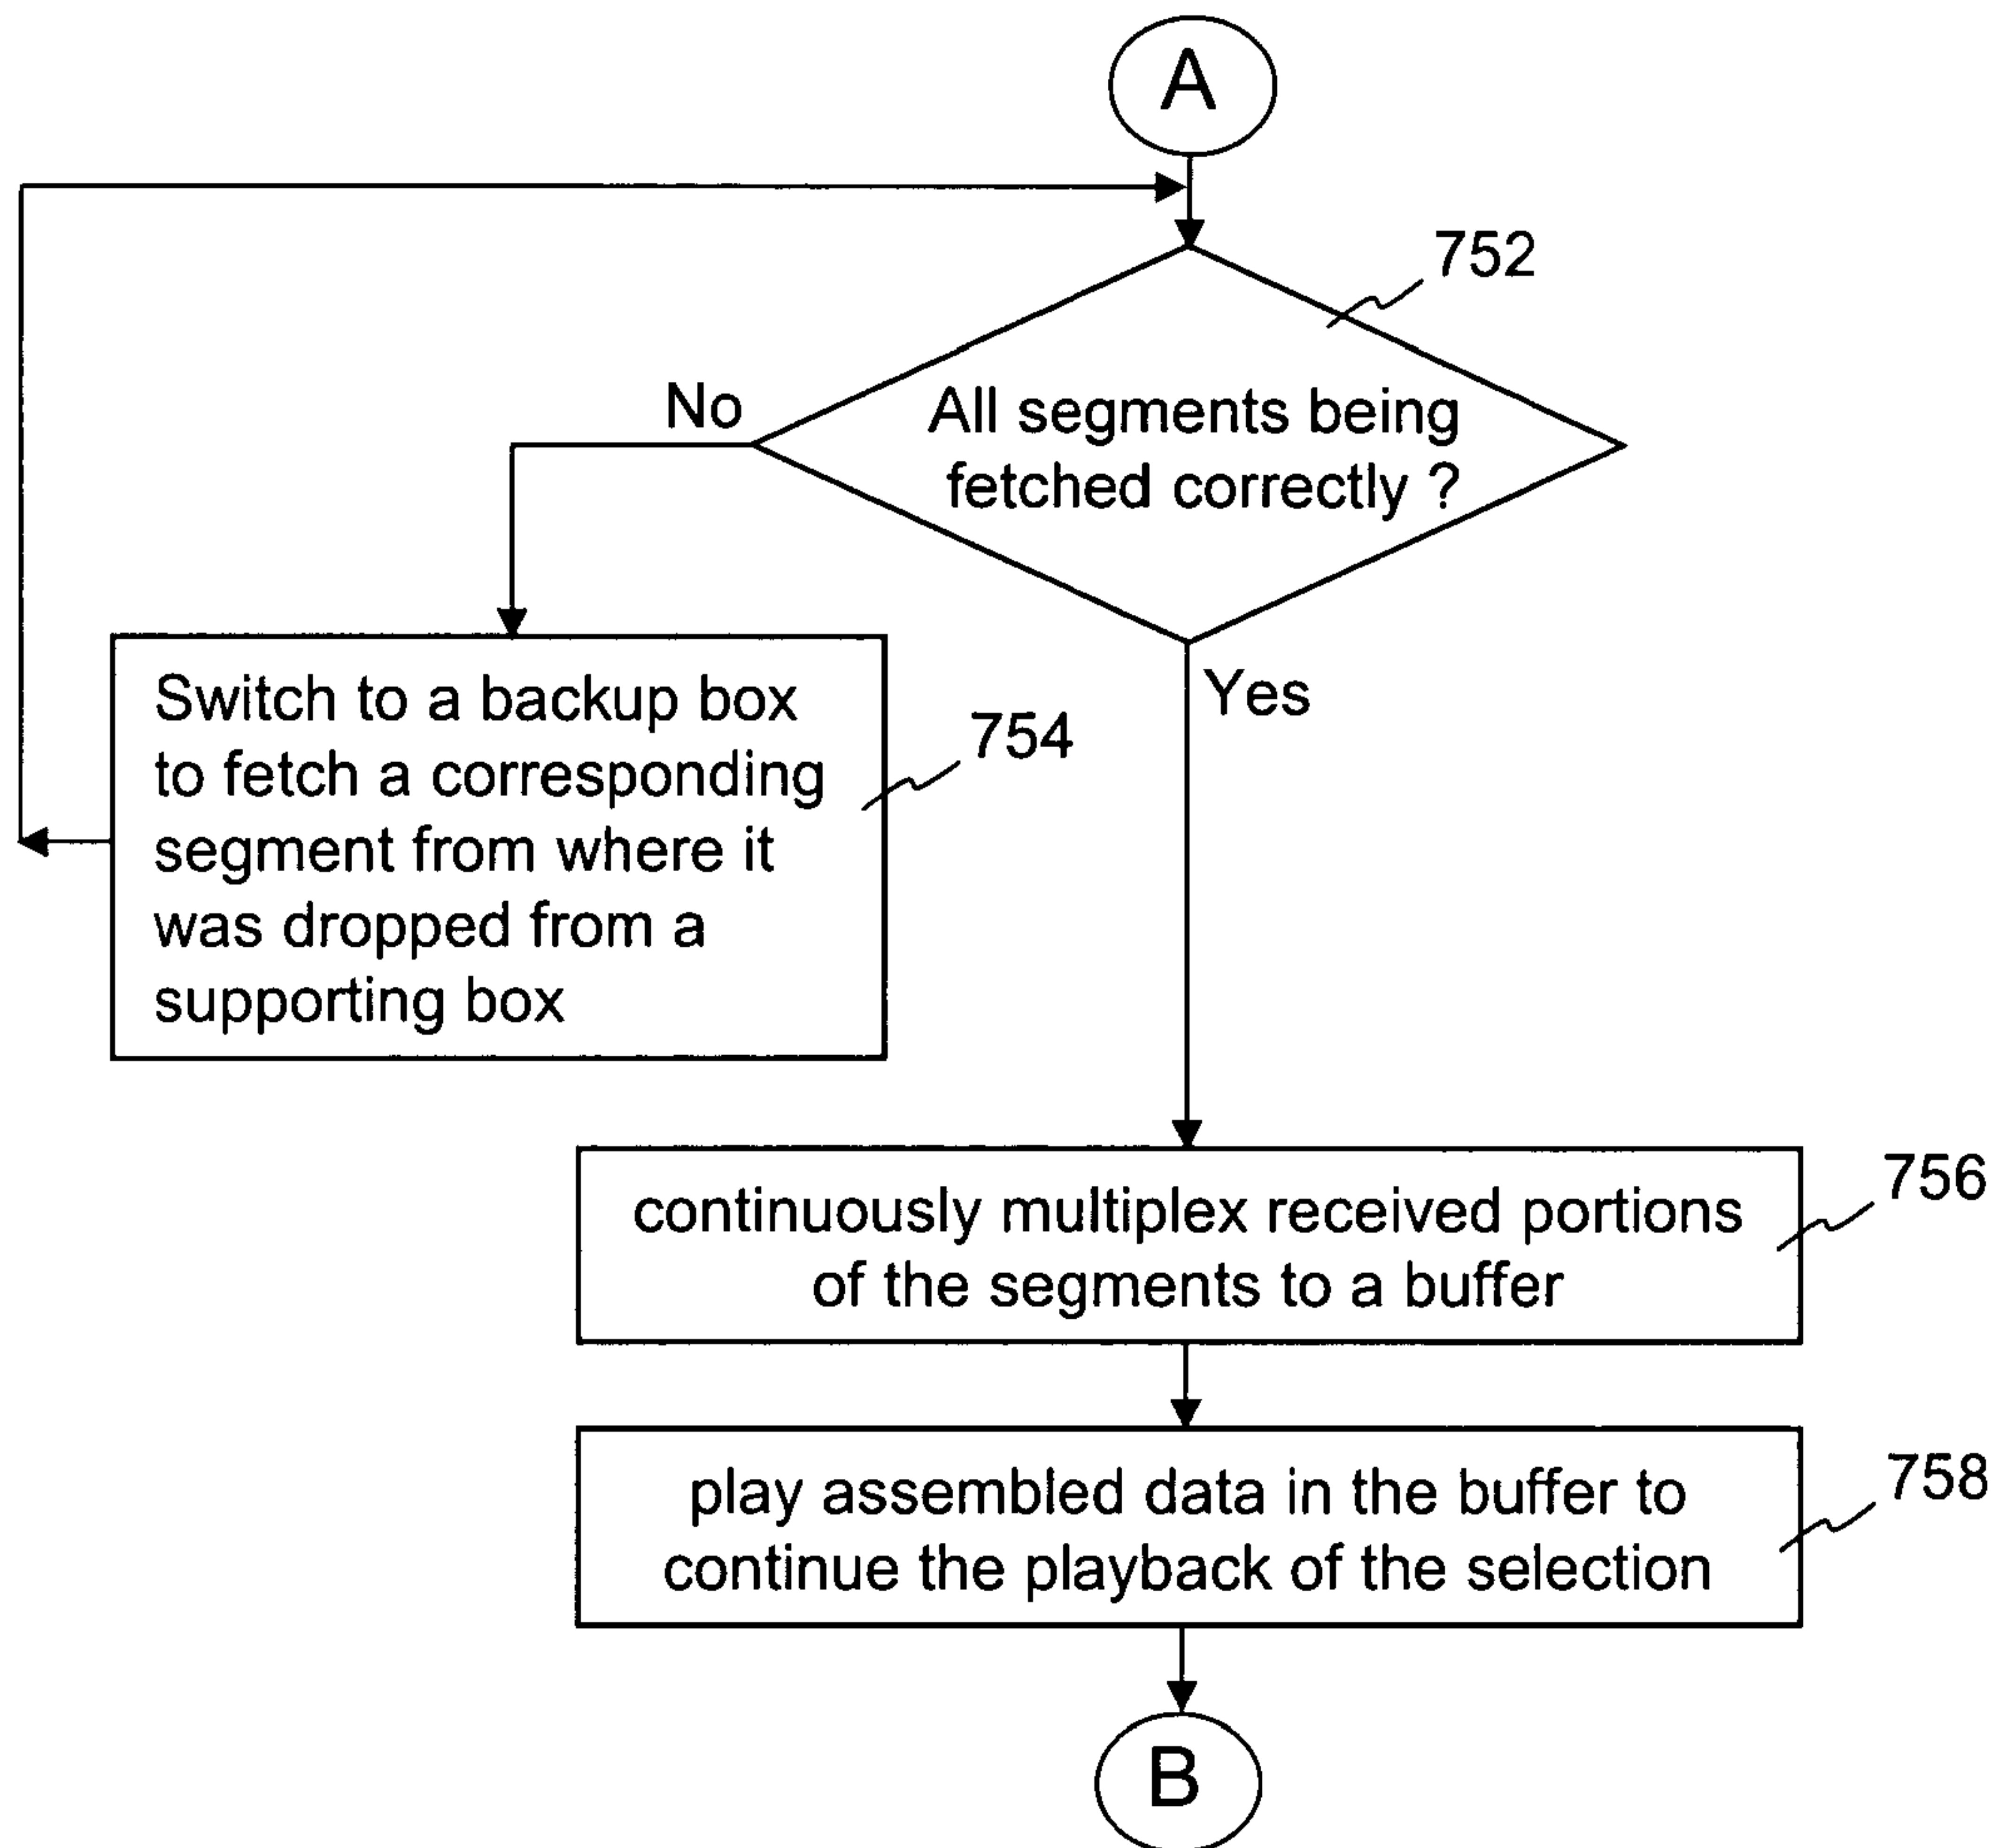 A
752
No
All segments being
fetched correctly ?
Yes
Switch to a backup box
to fetch a corresponding
segment from where it
was dropped from a
supporting box
754
continuously multiplex received portions
of the segments to a buffer
756
play assembled data in the buffer to
continue the playback of the selection
758
B